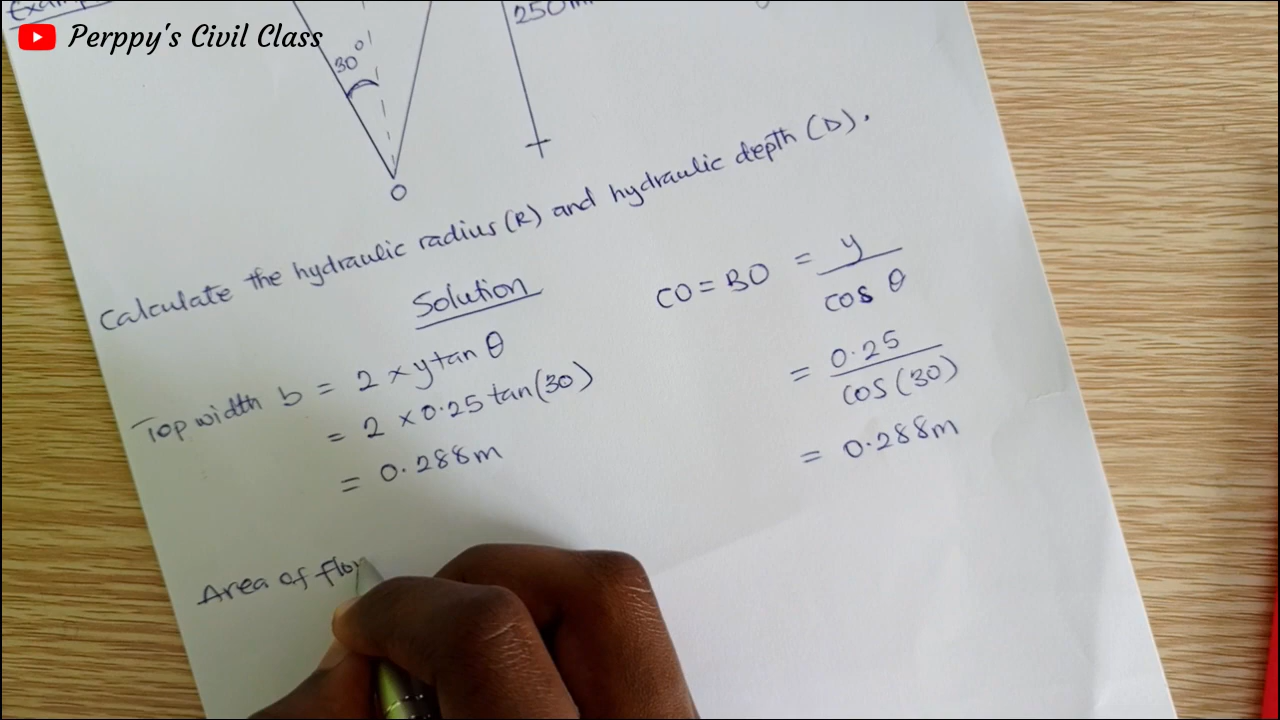 Perppy's Civil Class
30°
250m
O
Calculate the hydraulic radius (R) and hydraulic depth (D).
Solution
Top width b = 2 × y tan θ
= 2 × 0.25 tan(30)
= 0.288m
CO = BO = y / cos θ
= 0.25 / cos(30)
= 0.288m
Area of flow